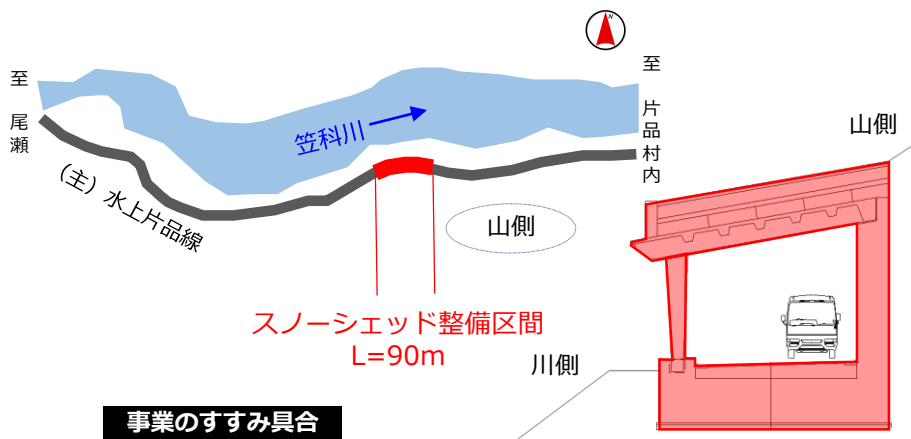 N
至
尾瀬
笠科川
至
片品村内
(主) 水上片品線
山側
山側
スノーシェッド整備区間
L=90m
川側
事業のすすみ具合